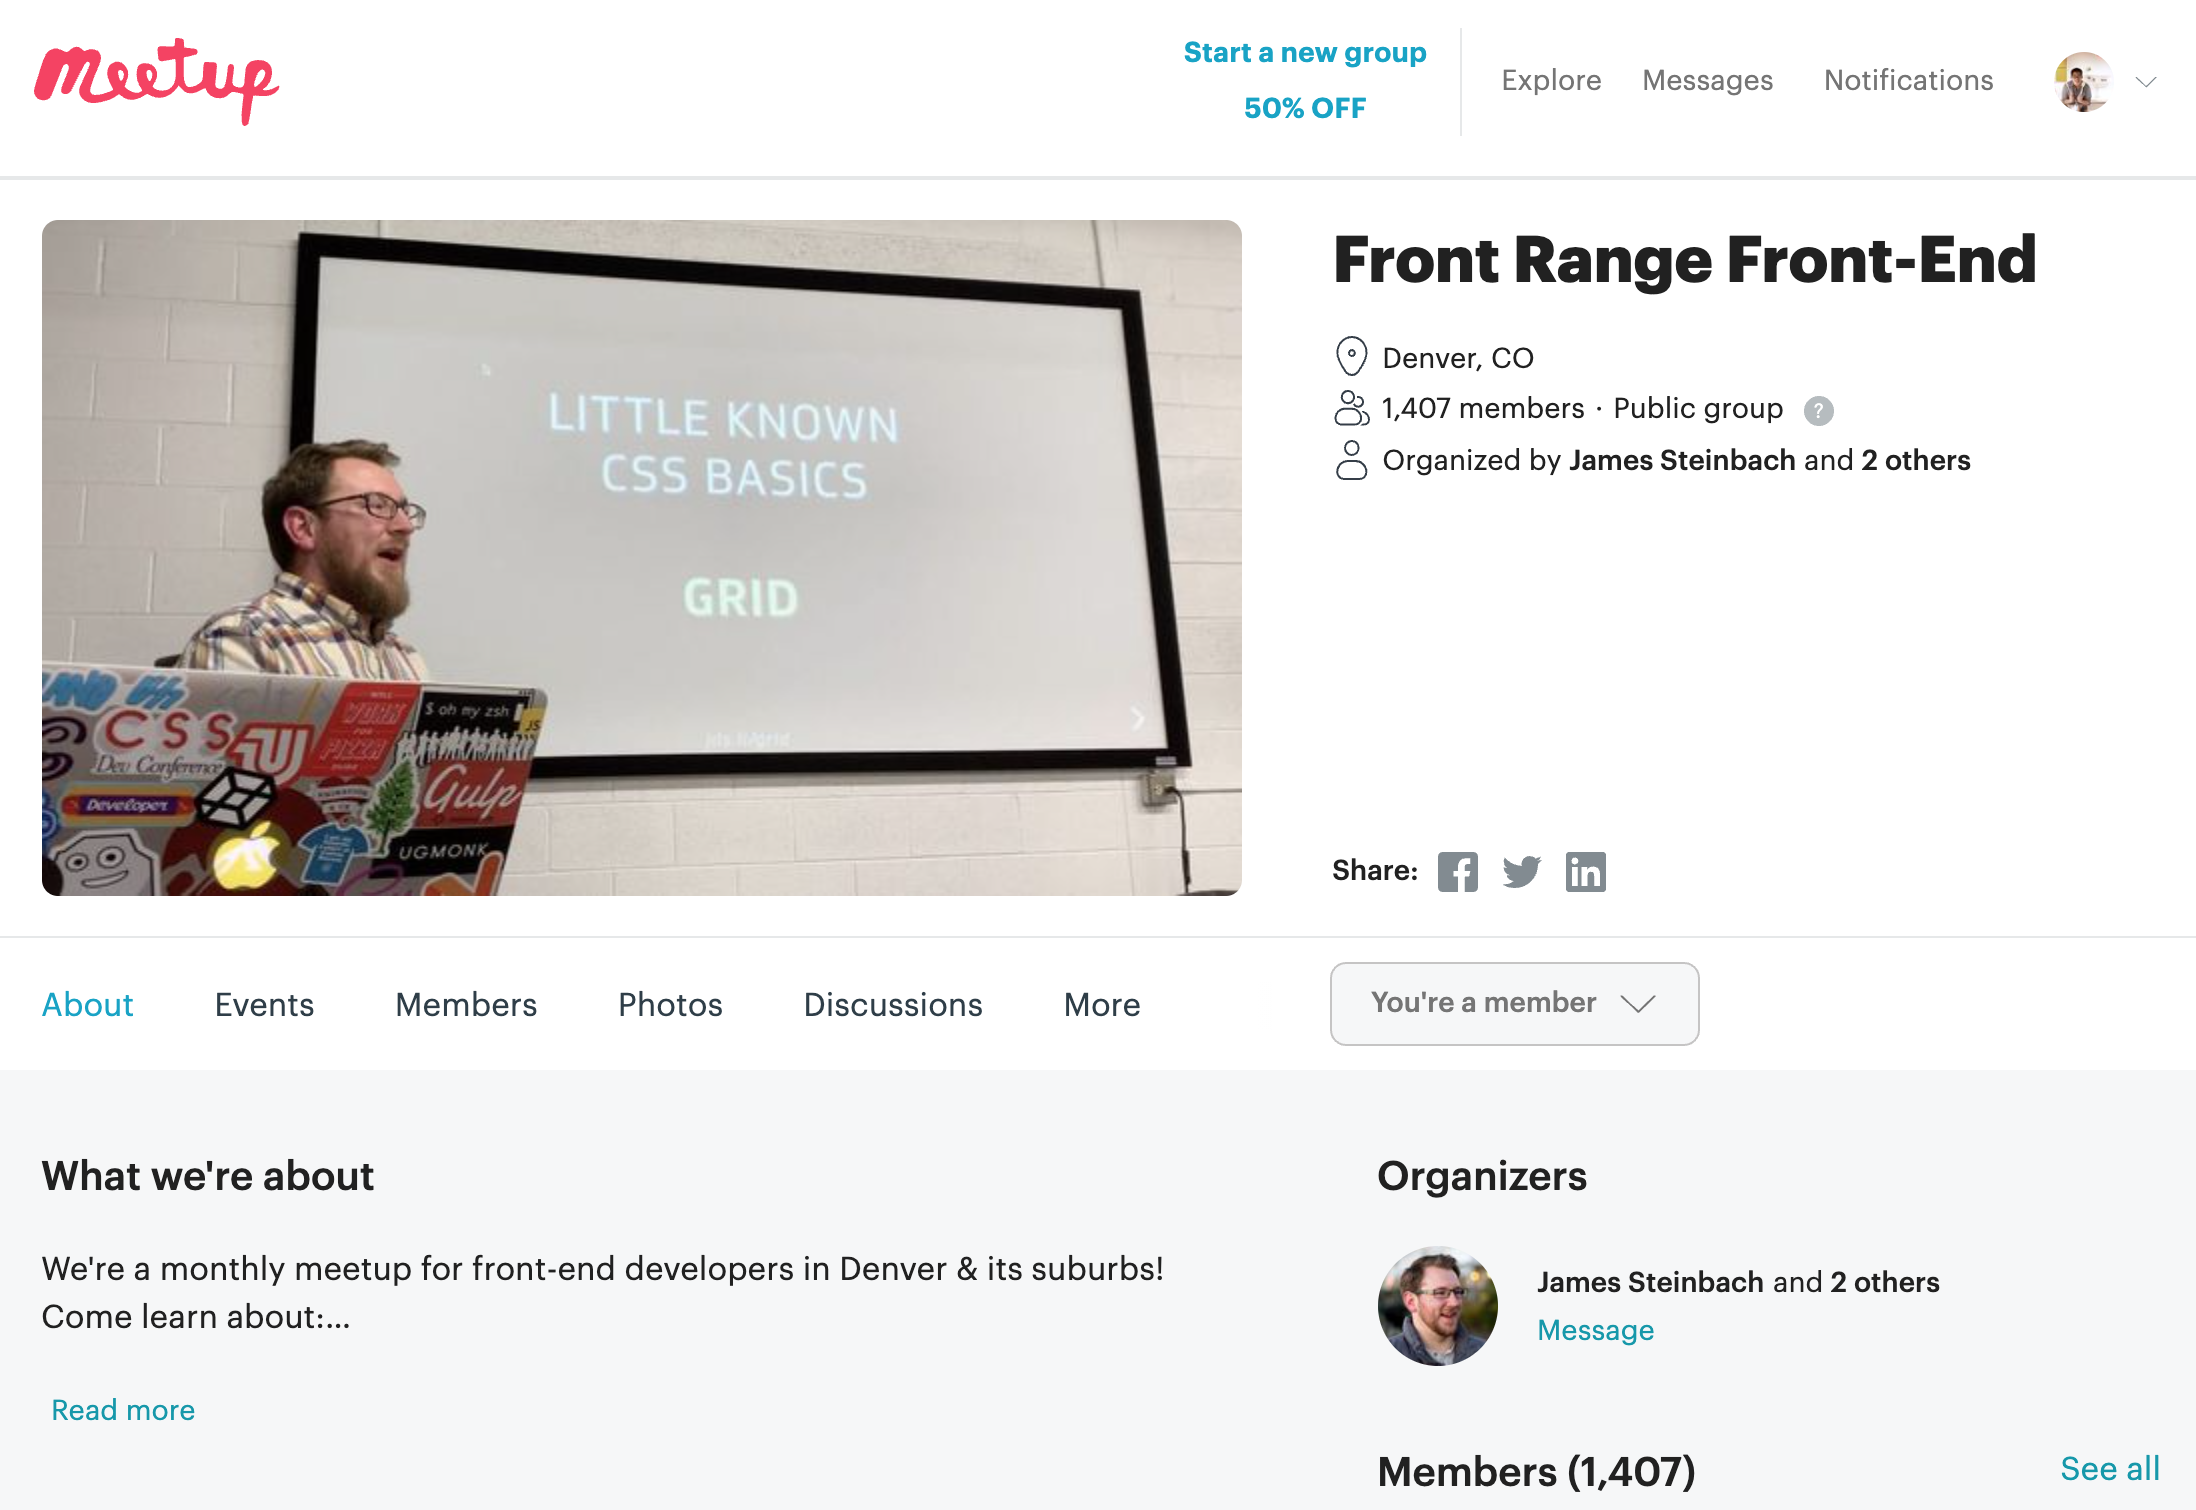 meetup
Start a new group
50% OFF
Explore
Messages
Notifications
LITTLE KNOWN
CSS BASICS
GRID
CSS
Dev Conference
Developer
WORK
FOR
PIZZA
$ oh my zsh
JS
Gulp
UGMONK
Front Range Front-End
Denver, CO
1,407 members · Public group ?
Organized by James Steinbach and 2 others
Share:
About
Events
Members
Photos
Discussions
More
You're a member
What we're about
We're a monthly meetup for front-end developers in Denver & its suburbs!
Come learn about:...
Read more
Organizers
James Steinbach and 2 others
Message
Members (1,407)
See all